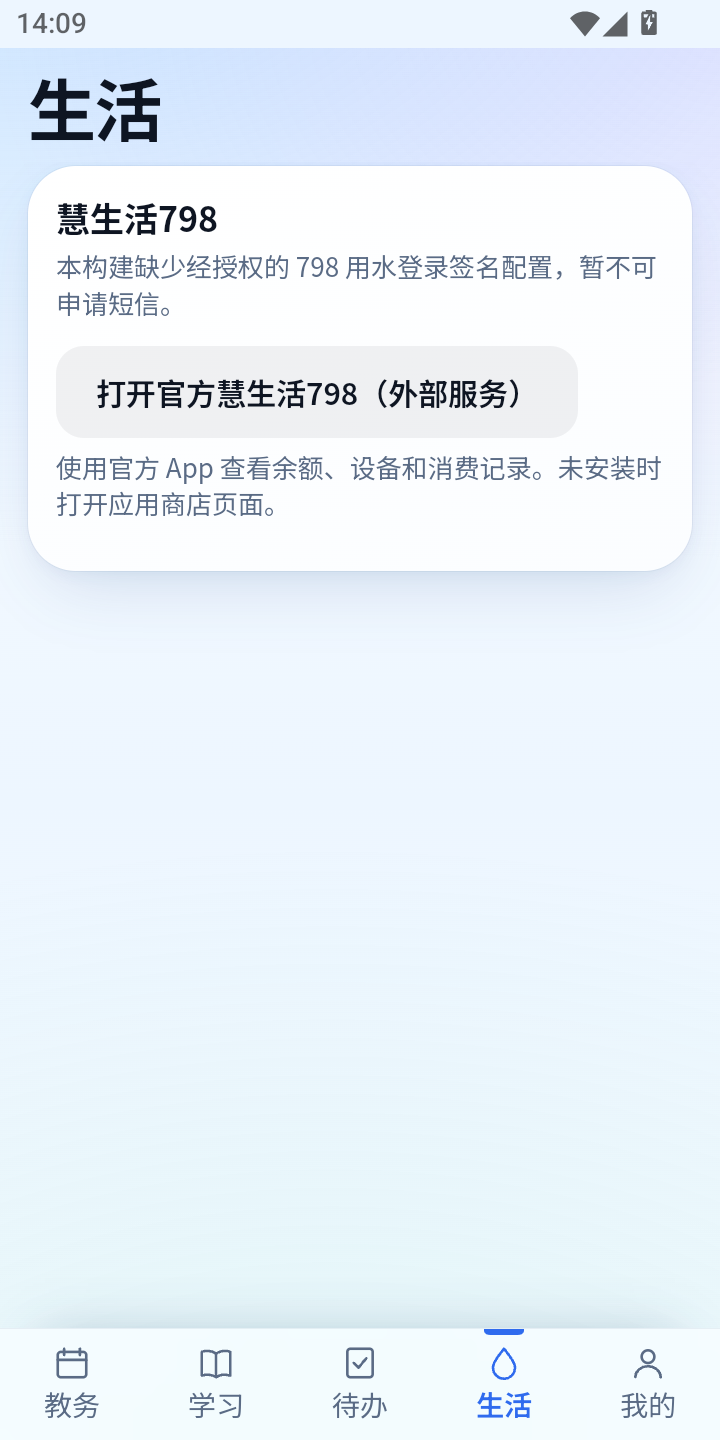 14:09
生活
慧生活798
本构建缺少经授权的 798 用水登录签名配置，暂不可
申请短信。
打开官方慧生活798（外部服务）
使用官方 App 查看余额、设备和消费记录。未安装时
打开应用商店页面。
教务
学习
待办
生活
我的